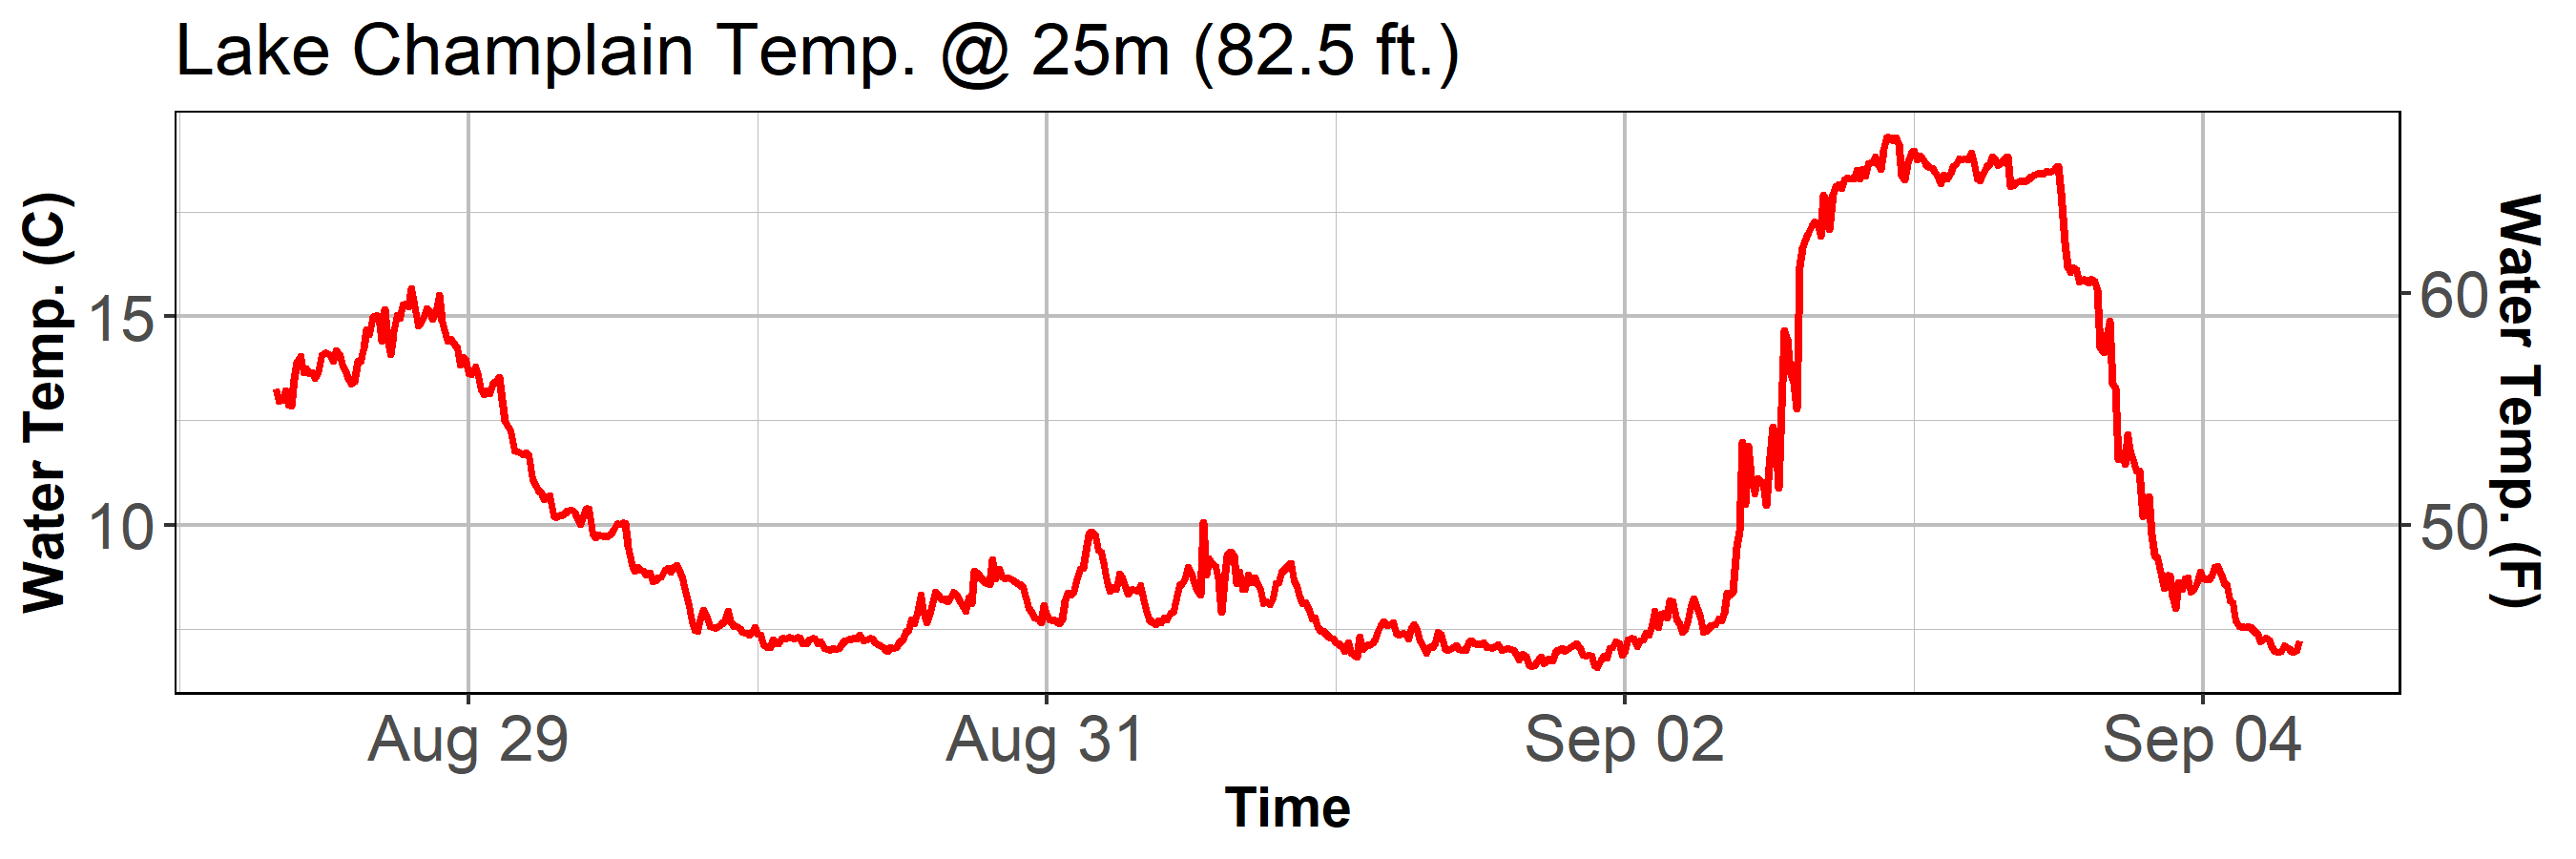 Lake Champlain Temp. @ 25m (82.5 ft.)
Water Temp. (C)
15
10
60
50
Water Temp. (F)
Aug 29
Aug 31
Sep 02
Sep 04
Time